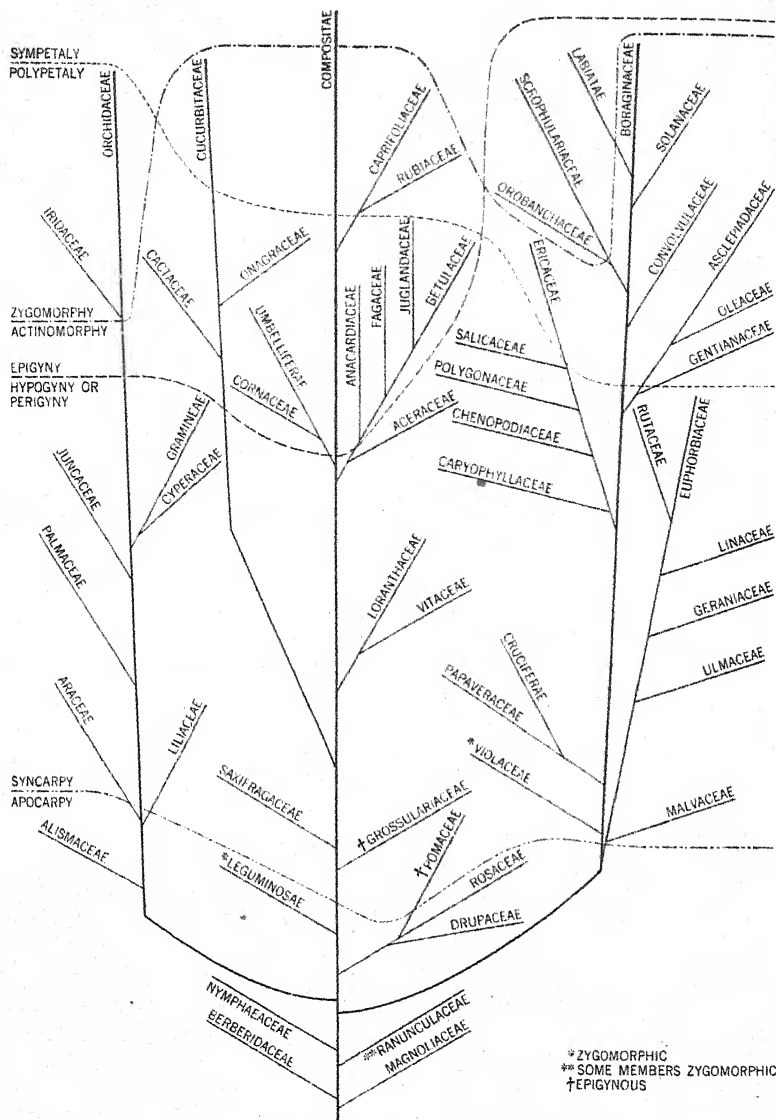 SYMPETALY
POLYPETALY
ORCHIDACEAE
CUCURBITACEAE
COMPOSITAE
CAPRIFOLIACEAE
RUBIACEAE
SCROPHULARIACEAE
LABIATAE
BORAGINACEAE
SOLANACEAE
IRIDACEAE
CACTACEAE
ONAGRACEAE
UMBELLIFERAE
CORNACEAE
ANACARDIACEAE
FAGACEAE
JUGLANDACEAE
BETULACEAE
ACERACEAE
OROBANCHACEAE
ERICACEAE
CONVOLVULACEAE
ASCLEPIADACEAE
OLEACEAE
GENTIANACEAE
ZYGOMORPHY
ACTINOMORPHY
SALICACEAE
POLYGONACEAE
CHENOPODIACEAE
CARYOPHYLLACEAE
EPIGYNY
HYPOGYNY OR
PERIGYNY
RUTACEAE
EUPHORBIACEAE
JUNCACEAE
GRAMINEAE
CYPERACEAE
PALMACEAE
LORANTHACEAE
VITACEAE
LINACEAE
GERANIACEAE
ULMACEAE
ARACEAE
LILIACEAE
CRUCIFERAE
PAPAVERACEAE
*VIOLACEAE
SYNCARPY
APOCARPY
SAXIFRAGACEAE
†GROSSULARIACEAE
MALVACEAE
ALISMACEAE
*LEGUMINOSAE
†POMACEAE
ROSACEAE
DRUPACEAE
NYMPHAEACEAE
BERBERIDACEAE
**RANUNCULACEAE
MAGNOLIACEAE
*ZYGOMORPHIC
**SOME MEMBERS ZYGOMORPHIC
†EPIGYNOUS